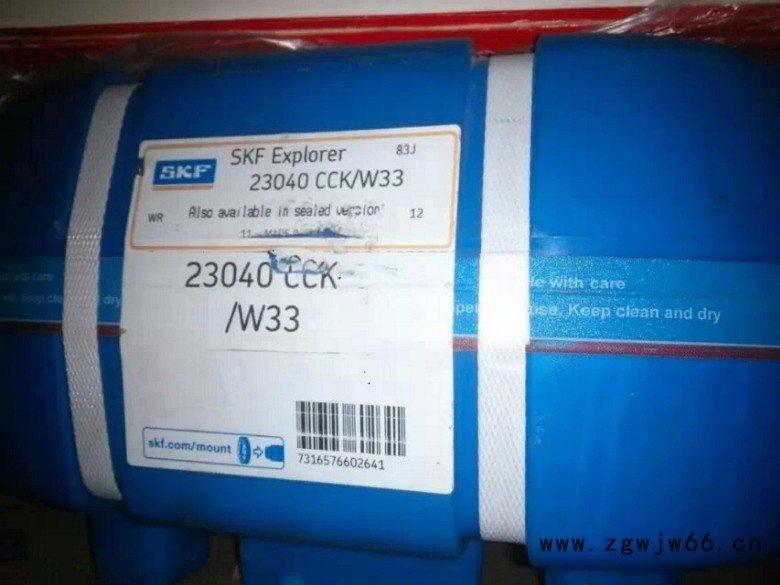 SKF
SKF Explorer
83J
23040 CCK/W33
WR
Also available in sealed version
12
23040 CCK
/W33
with care
with care
use. Keep clean and dry
Keep clean and dry
skf.com/mount
7316576602641
www.zgwjw66.cn